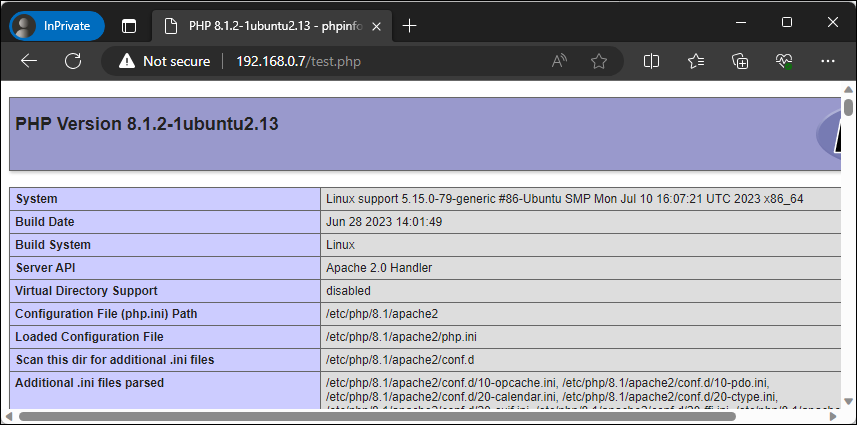 InPrivate
PHP 8.1.2-1ubuntu2.13 - phpinfo
Not secure
192.168.0.7/test.php
PHP Version 8.1.2-1ubuntu2.13
System Linux support 5.15.0-79-generic #86-Ubuntu SMP Mon Jul 10 16:07:21 UTC 2023 x86_64
Build Date Jun 28 2023 14:01:49
Build System Linux
Server API Apache 2.0 Handler
Virtual Directory Support disabled
Configuration File (php.ini) Path /etc/php/8.1/apache2
Loaded Configuration File /etc/php/8.1/apache2/php.ini
Scan this dir for additional .ini files /etc/php/8.1/apache2/conf.d
Additional .ini files parsed /etc/php/8.1/apache2/conf.d/10-opcache.ini, /etc/php/8.1/apache2/conf.d/10-pdo.ini,
/etc/php/8.1/apache2/conf.d/20-calendar.ini, /etc/php/8.1/apache2/conf.d/20-ctype.ini,